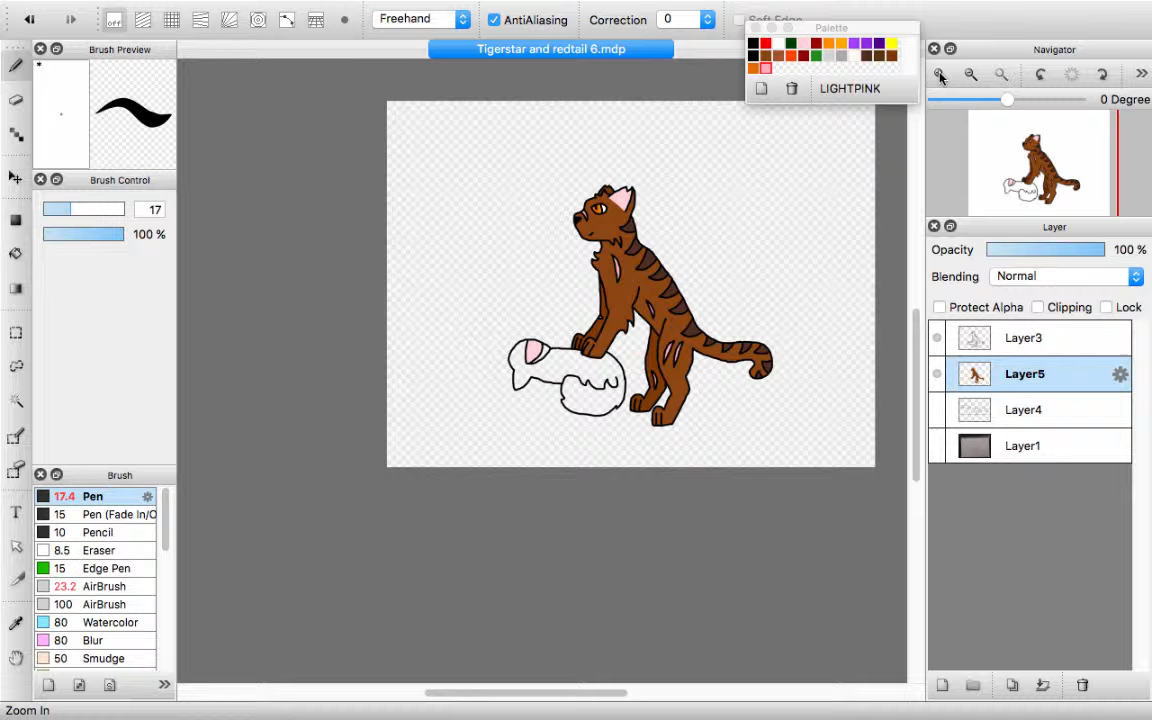 off
Freehand
AntiAliasing
Correction
0
Soft Edge
Brush Preview
Tigerstar and redtail 6.mdp
Palette
LIGHTPINK
Navigator
0 Degree
Brush Control
17
100 %
Layer
Opacity
100 %
Blending
Normal
Protect Alpha
Clipping
Lock
Layer3
Layer5
Layer4
Layer1
Brush
17.4 Pen
15 Pen (Fade In/O
10 Pencil
8.5 Eraser
15 Edge Pen
23.2 AirBrush
100 AirBrush
80 Watercolor
80 Blur
50 Smudge
T
Zoom In